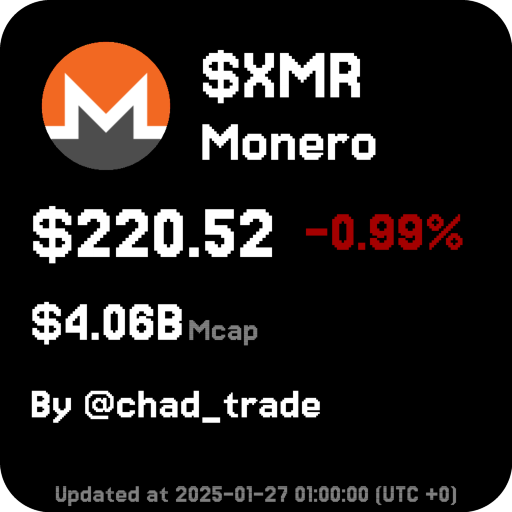 $XMR
Monero
$220.52 -0.99%
$4.06B Mcap
By @chad_trade
Updated at 2025-01-27 01:00:00 (UTC +0)